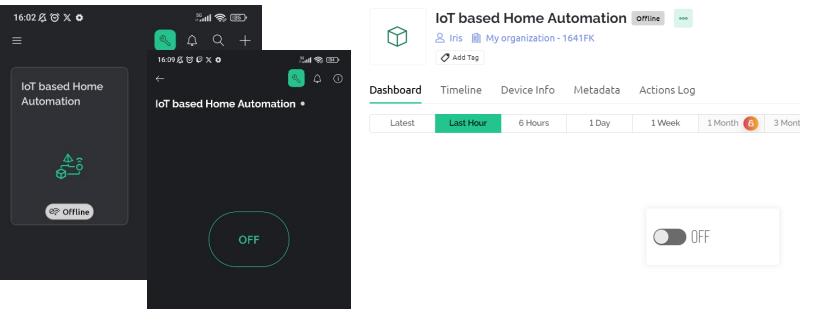 16:02
IoT based Home
Automation
Offline
16:09
IoT based Home Automation
OFF
IoT based Home Automation Offline
Iris My organization - 1641FK
Add Tag
Dashboard Timeline Device Info Metadata Actions Log
Latest Last Hour 6 Hours 1 Day 1 Week 1 Month 3 Mont
OFF